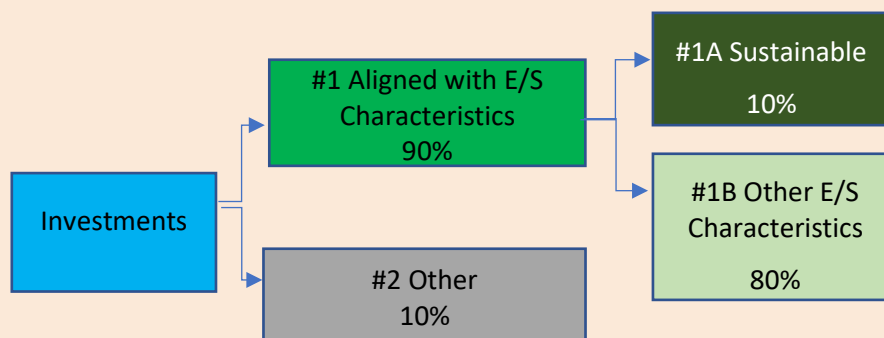 Investments
#1 Aligned with E/S
Characteristics
90%
#2 Other
10%
#1A Sustainable
10%
#1B Other E/S
Characteristics
80%